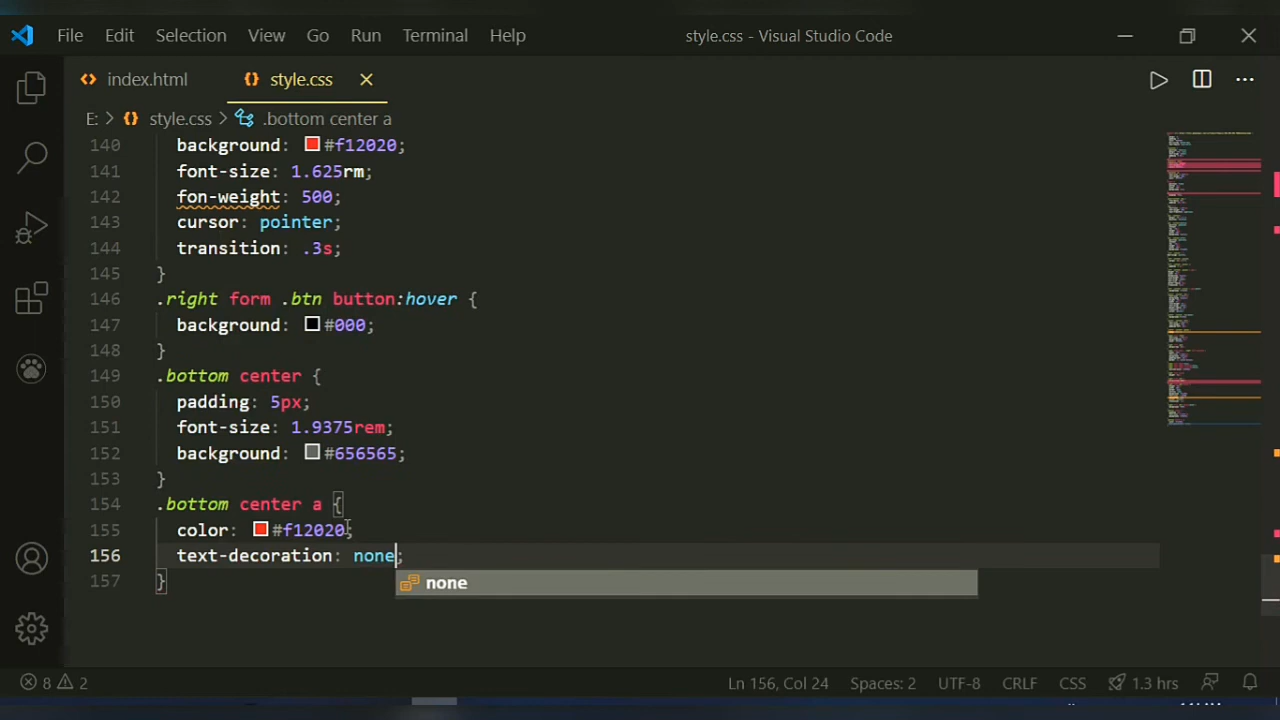 File Edit Selection View Go Run Terminal Help style.css - Visual Studio Code
index.html style.css
E: > style.css > .bottom center a
140 background: #f12020;
141 font-size: 1.625rm;
142 fon-weight: 500;
143 cursor: pointer;
144 transition: .3s;
145 }
146 .right form .btn button:hover {
147 background: #000;
148 }
149 .bottom center {
150 padding: 5px;
151 font-size: 1.9375rem;
152 background: #656565;
153 }
154 .bottom center a {
155 color: #f12020;
156 text-decoration: none;
157 }
none
8 2 Ln 156, Col 24 Spaces: 2 UTF-8 CRLF CSS 1.3 hrs